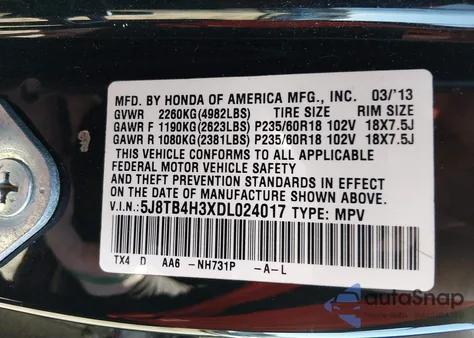 MFD. BY HONDA OF AMERICA MFG., INC. 03/'13
GVWR 2260KG(4982LBS) TIRE SIZE RIM SIZE
GAWR F 1190KG(2623LBS) P235/60R18 102V 18X7.5J
GAWR R 1080KG(2381LBS) P235/60R18 102V 18X7.5J
THIS VEHICLE CONFORMS TO ALL APPLICABLE
FEDERAL MOTOR VEHICLE SAFETY STANDARDS IN
EFFECT ON THE DATE OF MANUFACTURE SHOWN ABOVE.
V.I.N.: 5J8TB4H3XDL024017 TYPE: MPV
TX4 D AA6 -NH731P -A-L
autoSnap